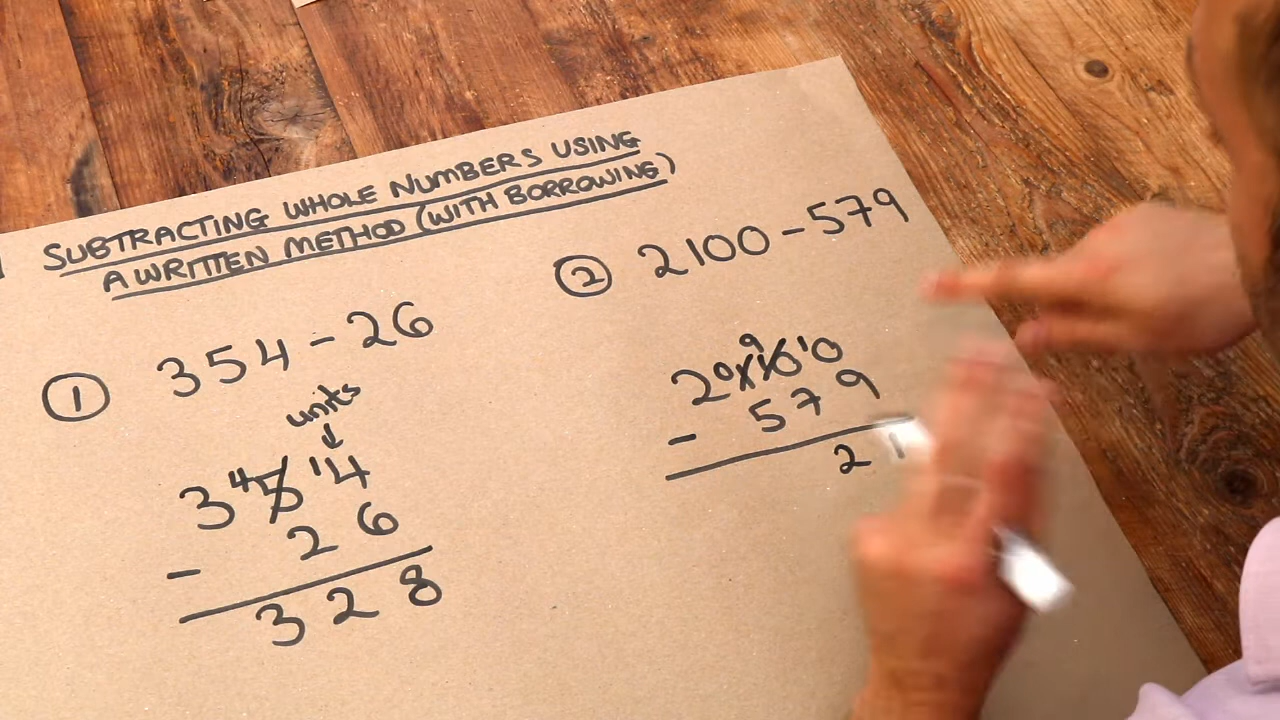 SUBTRACTING WHOLE NUMBERS USING
A WRITTEN METHOD (WITH BORROWING)
① 354 - 26
units
↓
3 4 5 1 4
- 2 6
3 2 8
② 2100 - 579
9
2 0 1 1 0 1 0
- 5 7 9
2 1